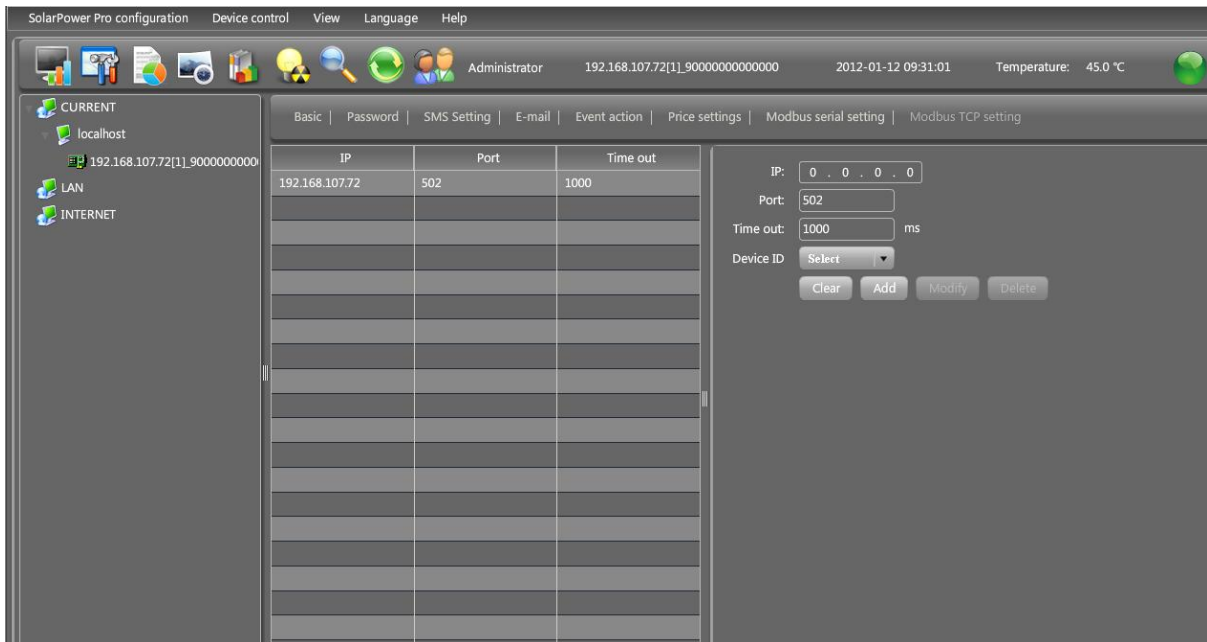 SolarPower Pro configuration Device control View Language Help
Administrator 192.168.107.72[1]_90000000000000 2012-01-12 09:31:01 Temperature: 45.0 ℃
CURRENT
localhost
192.168.107.72[1]_9000000000
LAN
INTERNET
Basic | Password | SMS Setting | E-mail | Event action | Price settings | Modbus serial setting | Modbus TCP setting
IP Port Time out
192.168.107.72 502 1000
IP: 0 . 0 . 0 . 0
Port: 502
Time out: 1000 ms
Device ID Select
Clear Add Modify Delete